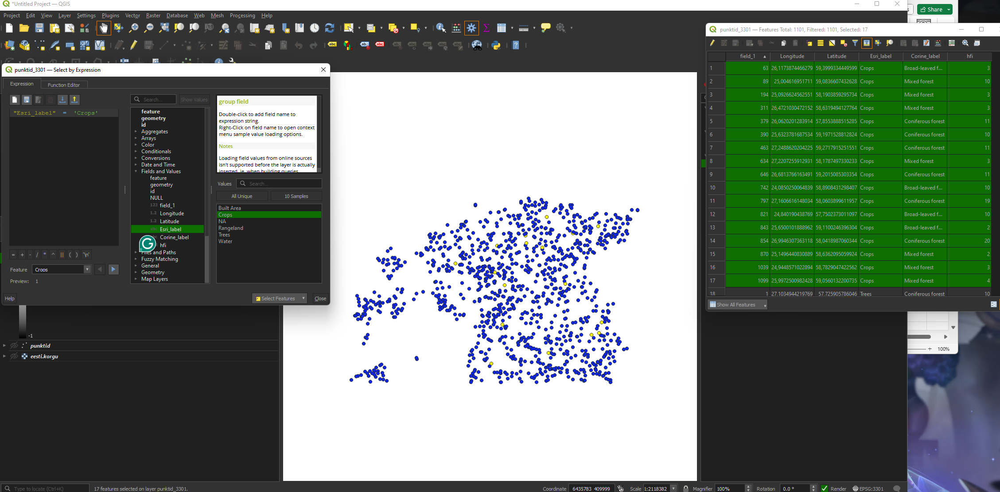 *Untitled Project — QGIS
Project Edit View Layer Settings Plugins Vector Raster Database Web Mesh Processing Help
Share
punktid_3301 — Features Total: 1101, Filtered: 1101, Selected: 17
field_1 Longitude Latitude Esri_label Corine_label hfi
1 63 26,1173874466279 59,3999334449599 Crops Broad-leaved f... 3
2 89 25,004616951711 59,0836607432628 Crops Mixed forest 10
3 194 25,0926624562551 58,1903859295734 Crops Mixed forest 3
4 311 26,4721030472152 58,6319494127764 Crops Mixed forest 3
5 379 26,0620201283914 57,8553888515285 Crops Coniferous forest 11
6 390 25,6323781687534 59,1971528812824 Crops Coniferous forest 10
7 463 27,2488620204225 59,2717915251551 Crops Coniferous forest 11
8 634 27,2207255912931 58,1787497330233 Crops Mixed forest 3
9 646 26,6813766163491 59,2015085303354 Crops Coniferous forest 11
10 742 24,0850250064839 58,8908431298407 Crops Broad-leaved f... 10
11 797 27,1606616148034 58,0603899611957 Crops Coniferous forest 19
12 821 24,840190438769 57,7502373011097 Crops Broad-leaved f... 10
13 843 25,6500101888962 59,1100246396304 Crops Broad-leaved f... 2
14 854 26,9946307363118 58,0418987060344 Crops Coniferous forest 20
15 870 25,1496440830889 58,6362095059924 Crops Mixed forest 2
16 1039 24,9448571022894 58,7829047422562 Crops Mixed forest 3
17 1099 25,9972500982428 59,0560132200735 Crops Mixed forest 4
18 1 27,1034944219769 57,725905786046 Trees Coniferous forest 10
Show All Features
100%
punktid_3301 — Select by Expression
Expression Function Editor
Search... Show Values
"Esri_label" = 'Crops'
feature
geometry
id
Aggregates
Arrays
Color
Conditionals
Conversions
Date and Time
Fields and Values
feature
geometry
id
NULL
123 field_1
1.2 Longitude
1.2 Latitude
abc Esri_label
Corine_label
hfi
Files and Paths
Fuzzy Matching
General
Geometry
Map Layers
group field
Double-click to add field name to
expression string.
Right-Click on field name to open context
menu sample value loading options.
Notes
Loading field values from online sources
isn't supported before the layer is actually
inserted, ie. when building queries.
Values Search...
All Unique 10 Samples
Built Area
Crops
NA
Rangeland
Trees
Water
= + - / * ^ || ( ) '\n'
Feature Crops
Preview: 1
Help Select Features Close
-1
punktid
eesti.korgu
Type to locate (Ctrl+K) 17 features selected on layer punktid_3301. Coordinate 6435783 409999 Scale 1:2118382 Magnifier 100% Rotation 0.0 ° Render EPSG:3301